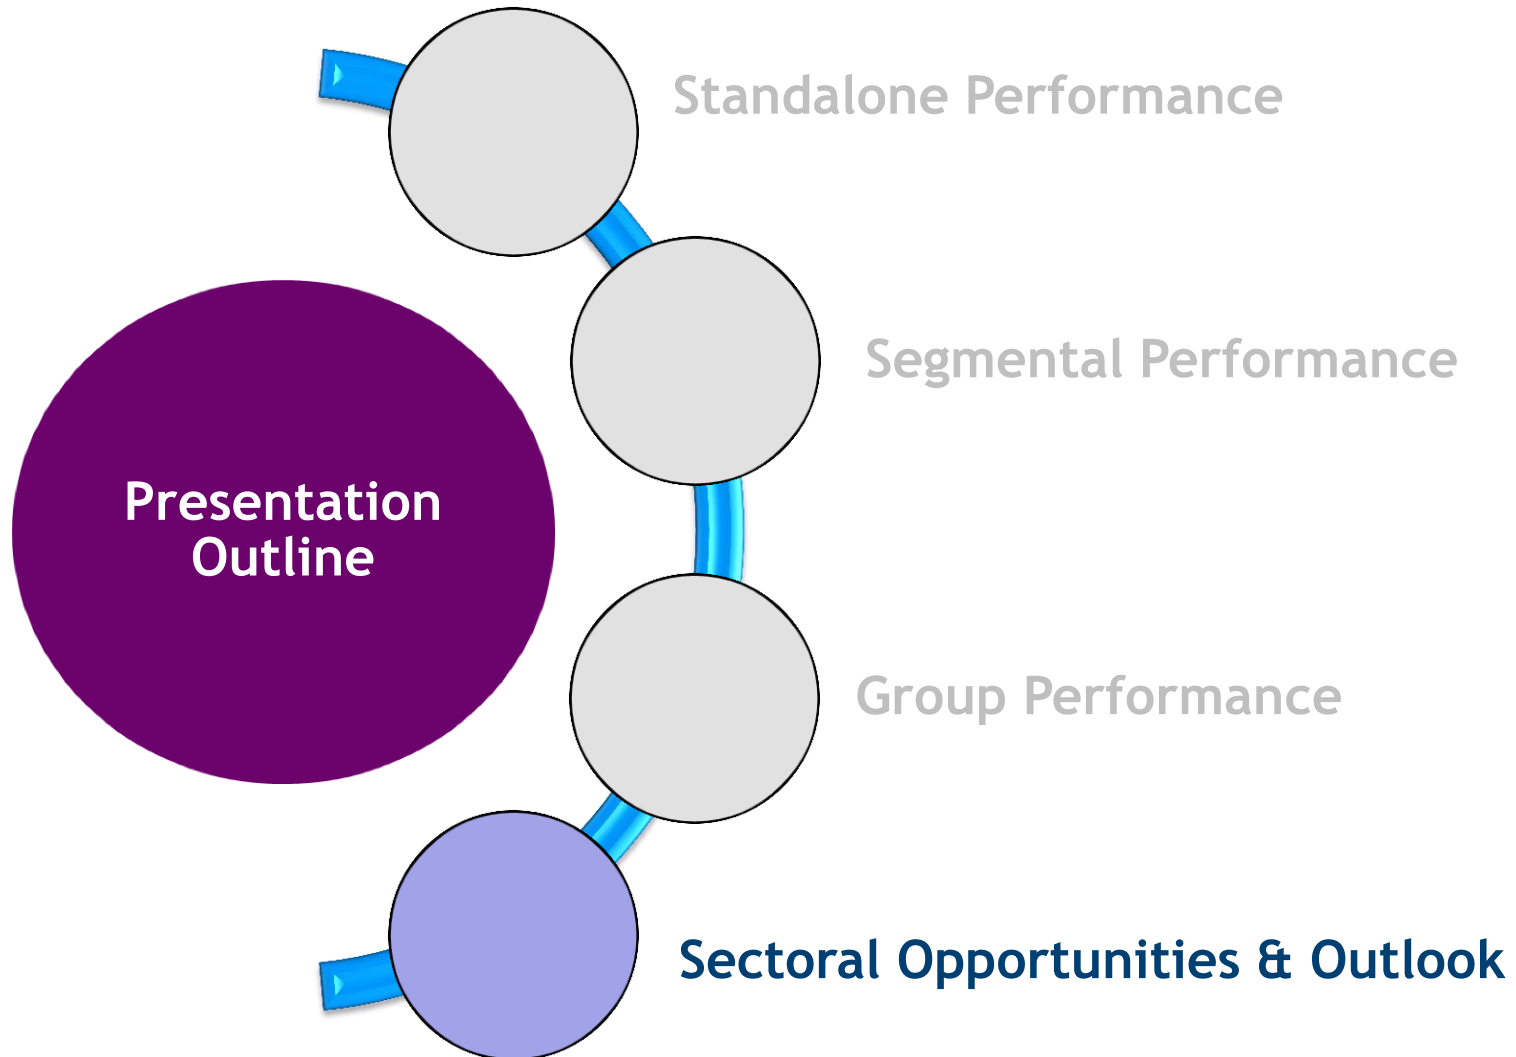 Standalone Performance
Segmental Performance
Presentation
Outline
Group Performance
Sectoral Opportunities & Outlook